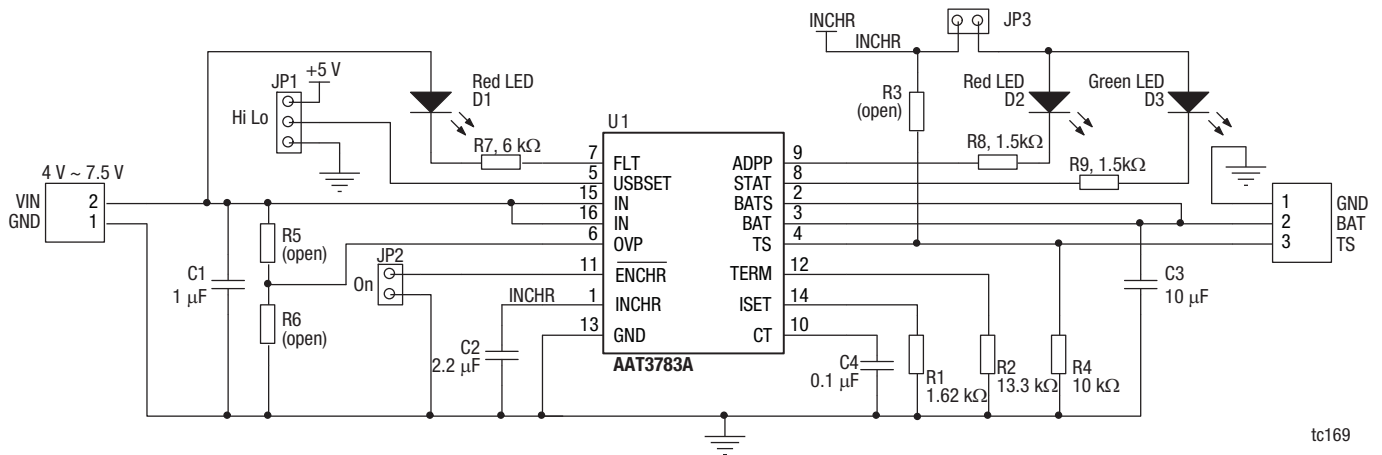 INCHR
INCHR
JP3
JP1
+5 V
Hi Lo
Red LED
D1
R3
(open)
Red LED
D2
Green LED
D3
U1
R7, 6 kΩ
R8, 1.5kΩ
R9, 1.5kΩ
4 V ~ 7.5 V
VIN 2
GND 1
7 FLT ADPP 9
5 USBSET STAT 8
15 IN BATS 2
16 IN BAT 3
6 OVP TS 4
11 ENCHR TERM 12
1 INCHR ISET 14
13 GND CT 10
AAT3783A
1 GND
2 BAT
3 TS
R5
(open)
C1
1 μF
R6
(open)
JP2
On
INCHR
C2
2.2 μF
C4
0.1 μF
R1
1.62 kΩ
R2
13.3 kΩ
R4
10 kΩ
C3
10 μF
tc169